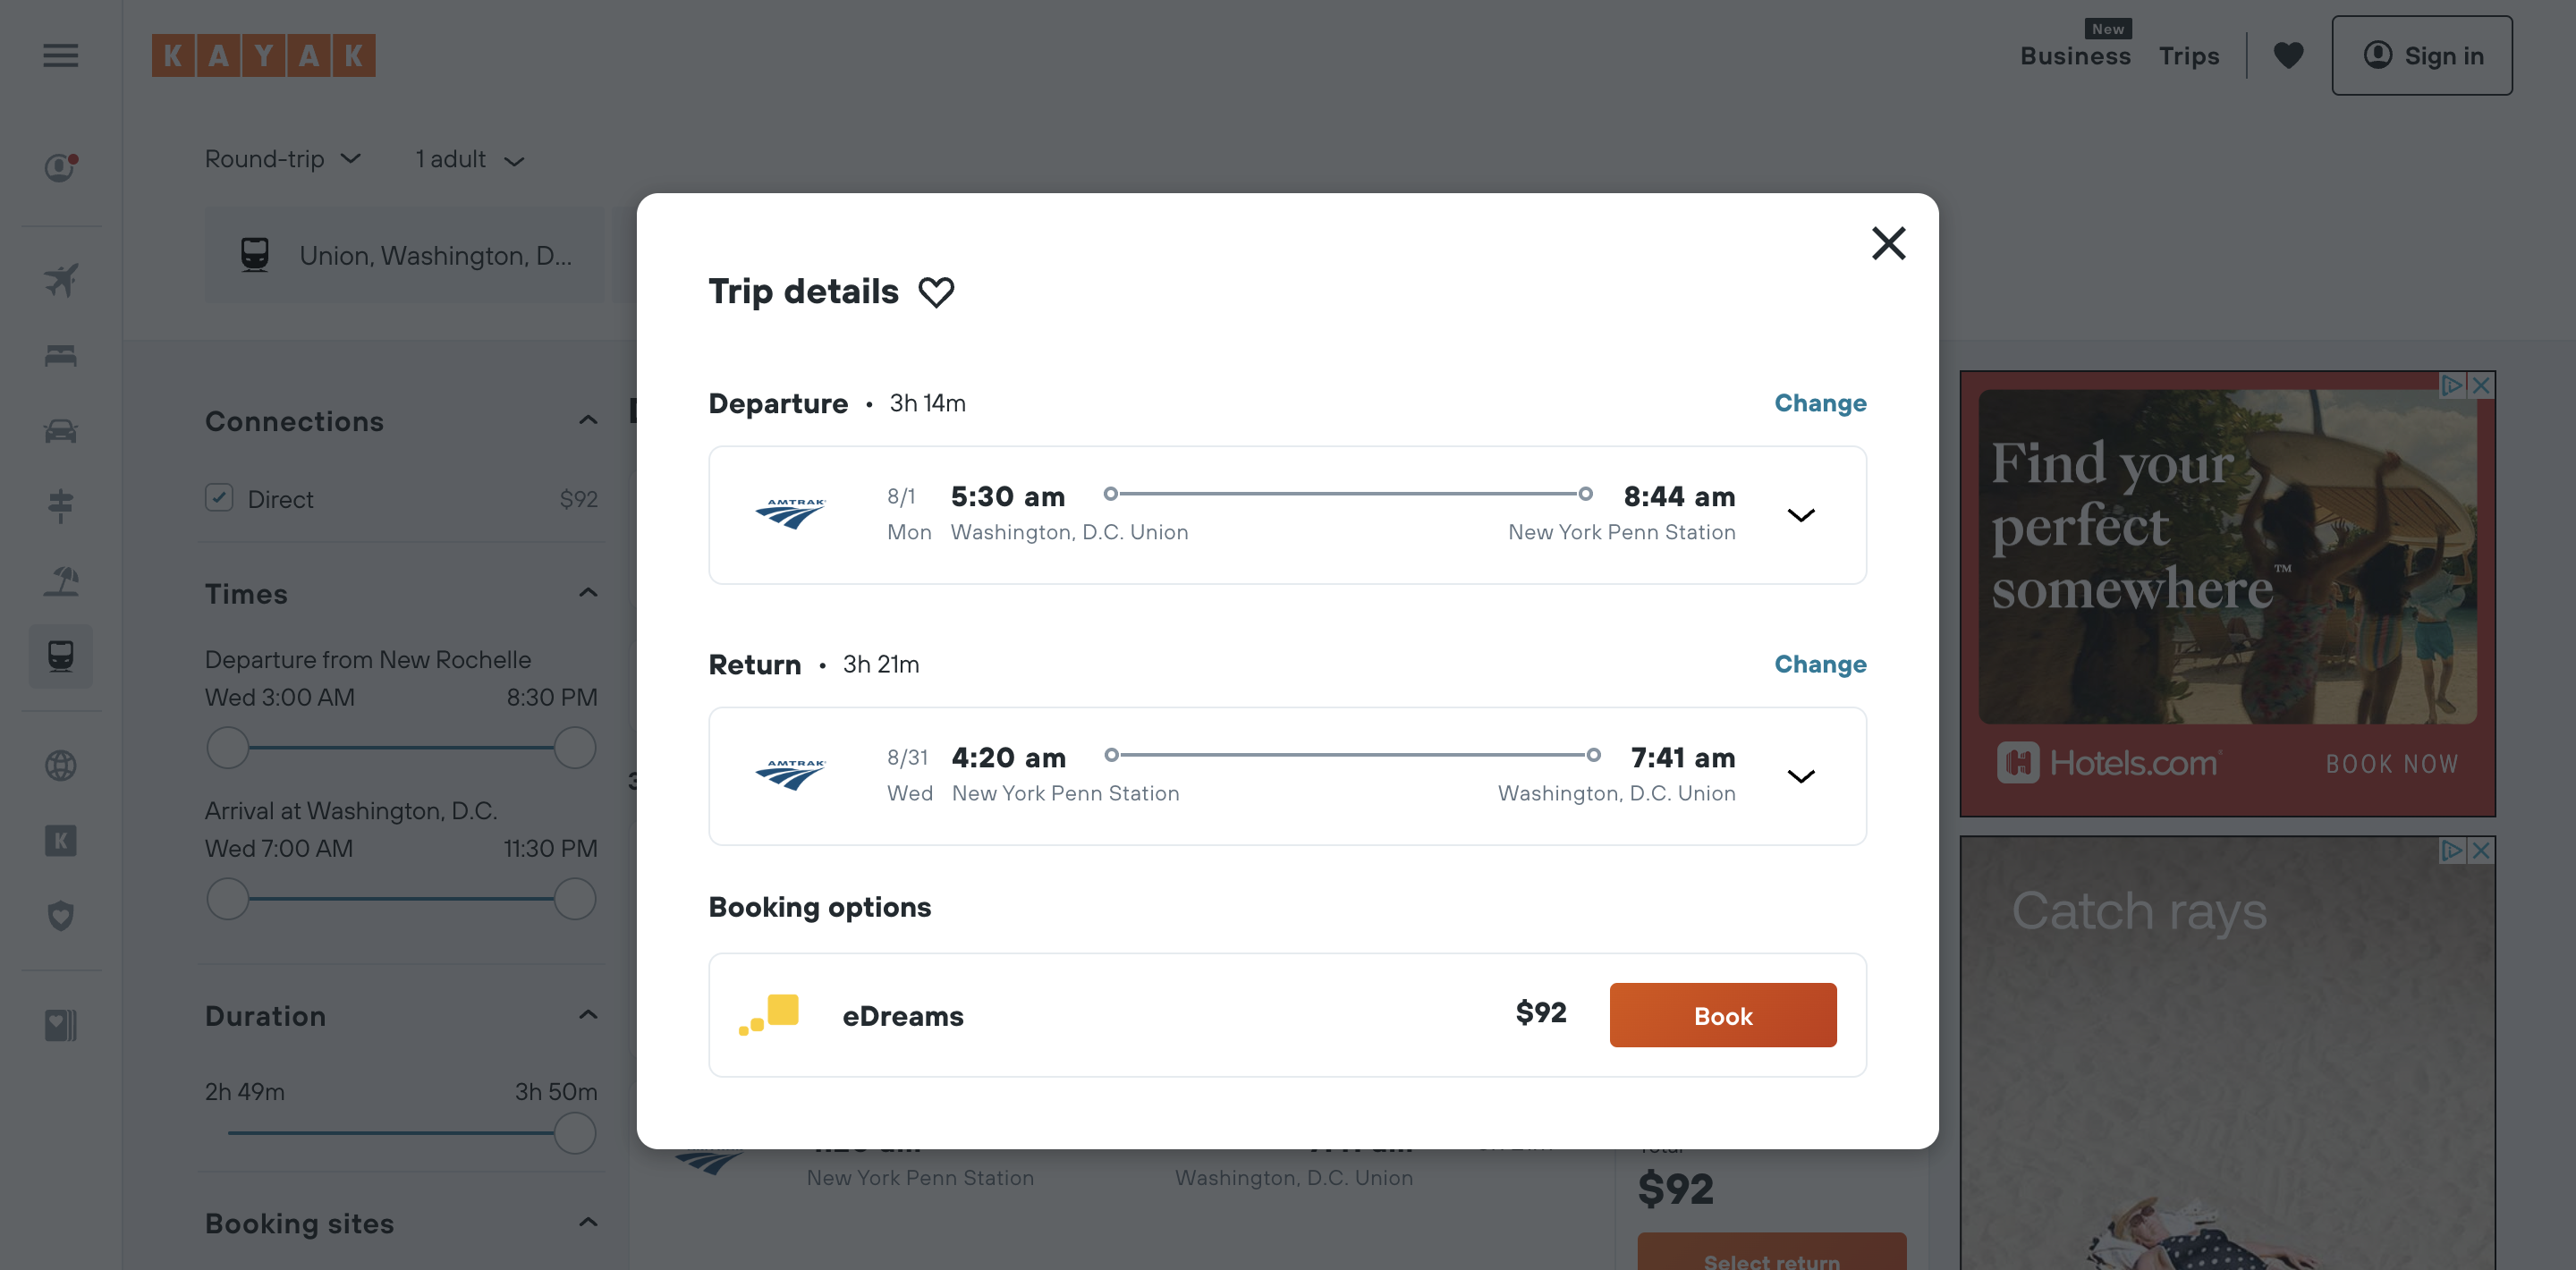 KAYAK
New
Business
Trips
Sign in
Round-trip
1 adult
Union, Washington, D...
Trip details
Departure • 3h 14m
Change
AMTRAK
8/1
5:30 am
8:44 am
Mon
Washington, D.C. Union
New York Penn Station
Return • 3h 21m
Change
AMTRAK
8/31
4:20 am
7:41 am
Wed
New York Penn Station
Washington, D.C. Union
Booking options
eDreams
$92
Book
Connections
Direct
$92
Times
Departure from New Rochelle
Wed 3:00 AM
8:30 PM
Arrival at Washington, D.C.
Wed 7:00 AM
11:30 PM
Duration
2h 49m
3h 50m
Booking sites
K
New York Penn Station
Washington, D.C. Union
$92
Select return
Find your
perfect
somewhere™
Hotels.com
BOOK NOW
Catch rays